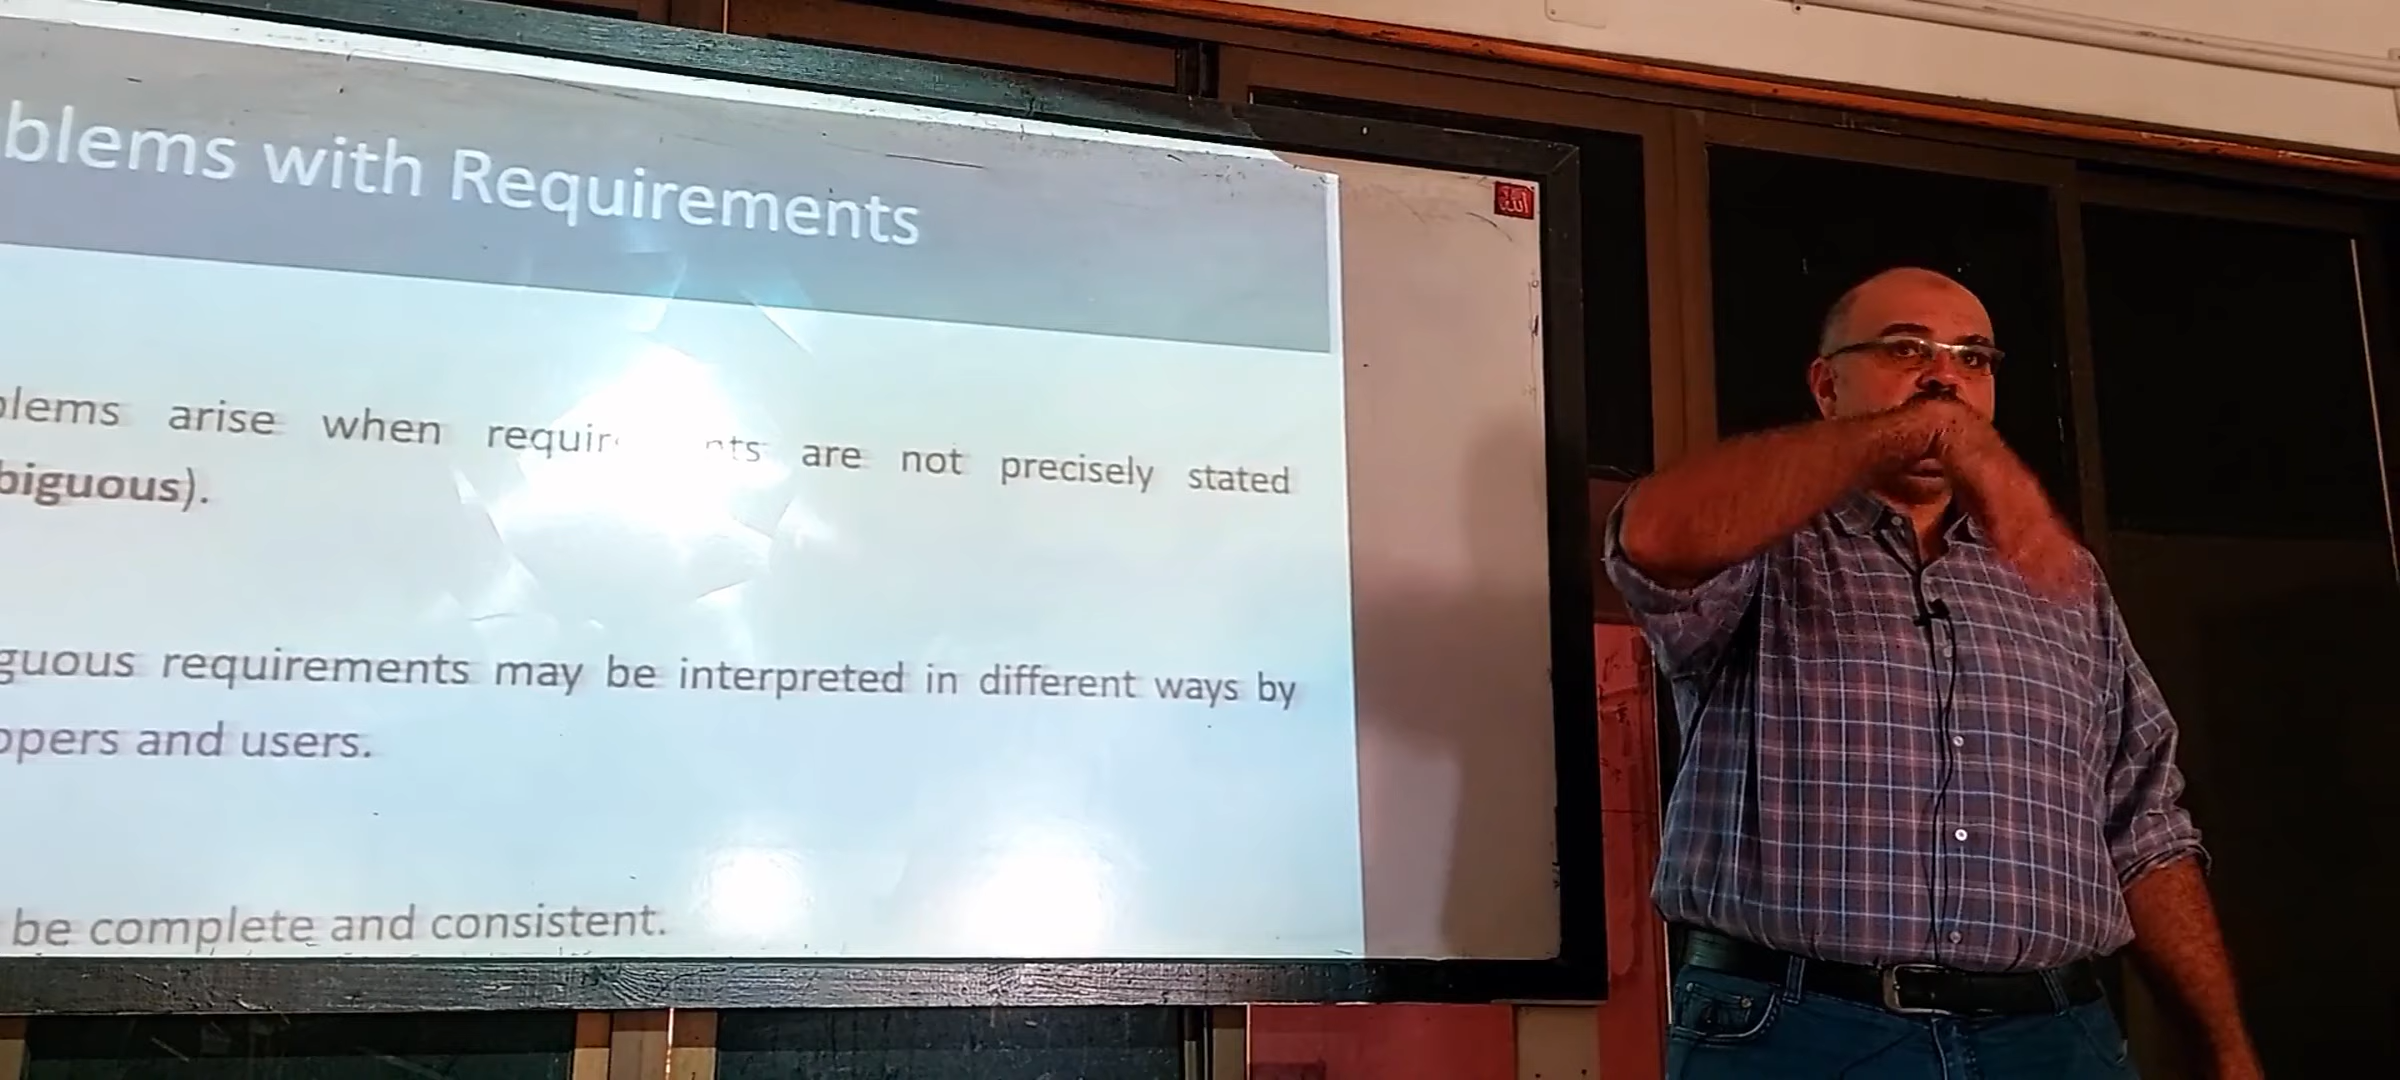 blems with Requirements
الله
blems arise when requir nts are not precisely stated
biguous).
guous requirements may be interpreted in different ways by
opers and users.
be complete and consistent.